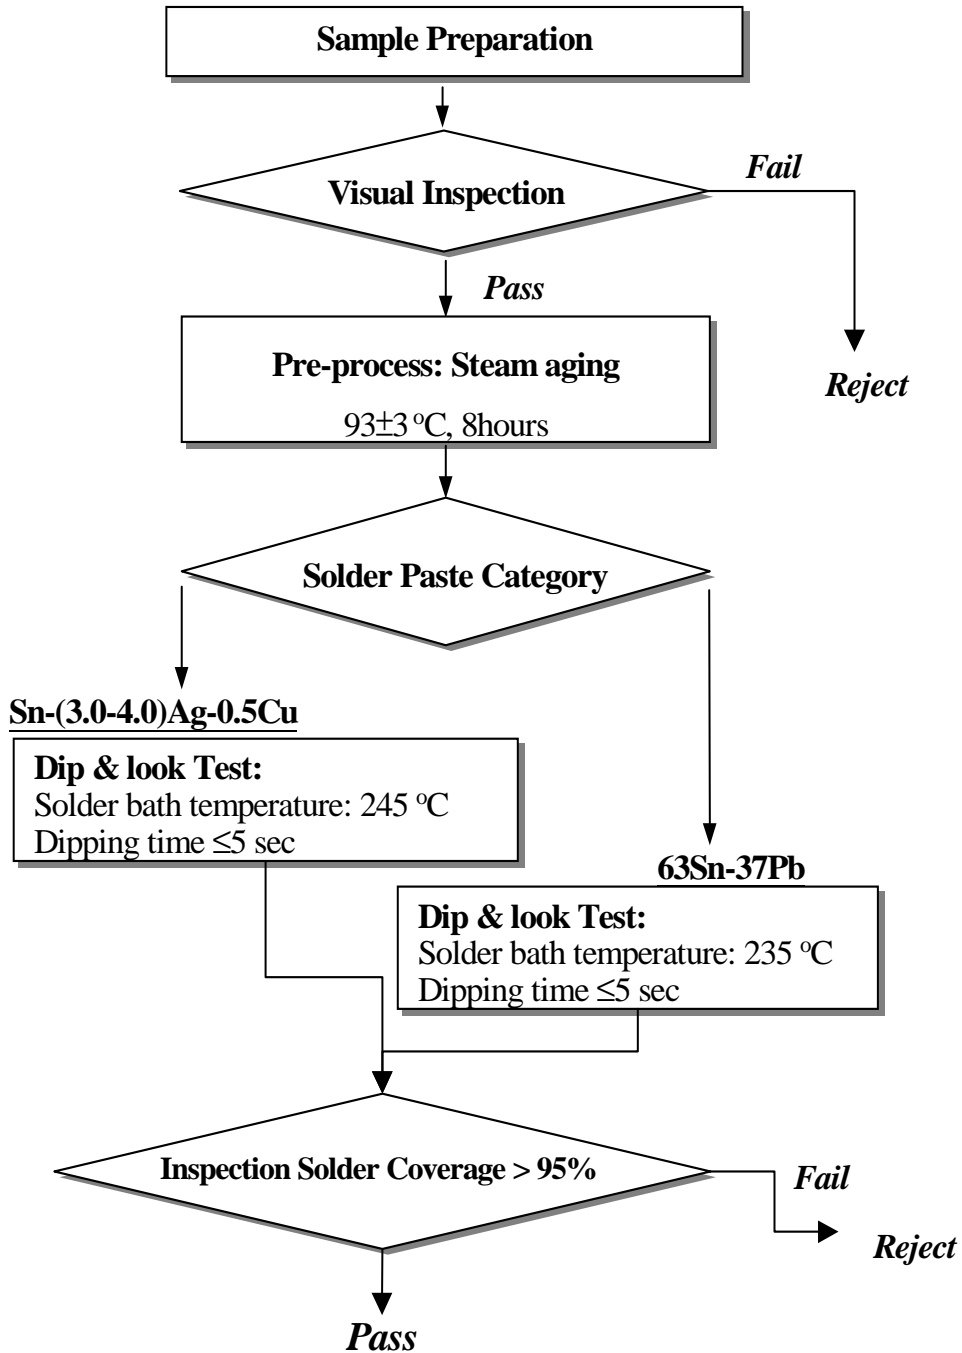 Sample Preparation
Visual Inspection
Fail
Pass
Reject
Pre-process: Steam aging
93±3 ºC, 8hours
Solder Paste Category
Sn-(3.0-4.0)Ag-0.5Cu
Dip & look Test:
Solder bath temperature: 245 ºC
Dipping time ≤5 sec
63Sn-37Pb
Dip & look Test:
Solder bath temperature: 235 ºC
Dipping time ≤5 sec
Inspection Solder Coverage > 95%
Fail
Reject
Pass